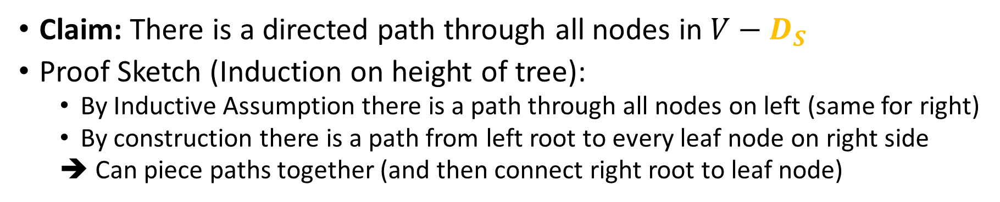 • Claim: There is a directed path through all nodes in V − D_S
• Proof Sketch (Induction on height of tree):
• By Inductive Assumption there is a path through all nodes on left (same for right)
• By construction there is a path from left root to every leaf node on right side
➔ Can piece paths together (and then connect right root to leaf node)